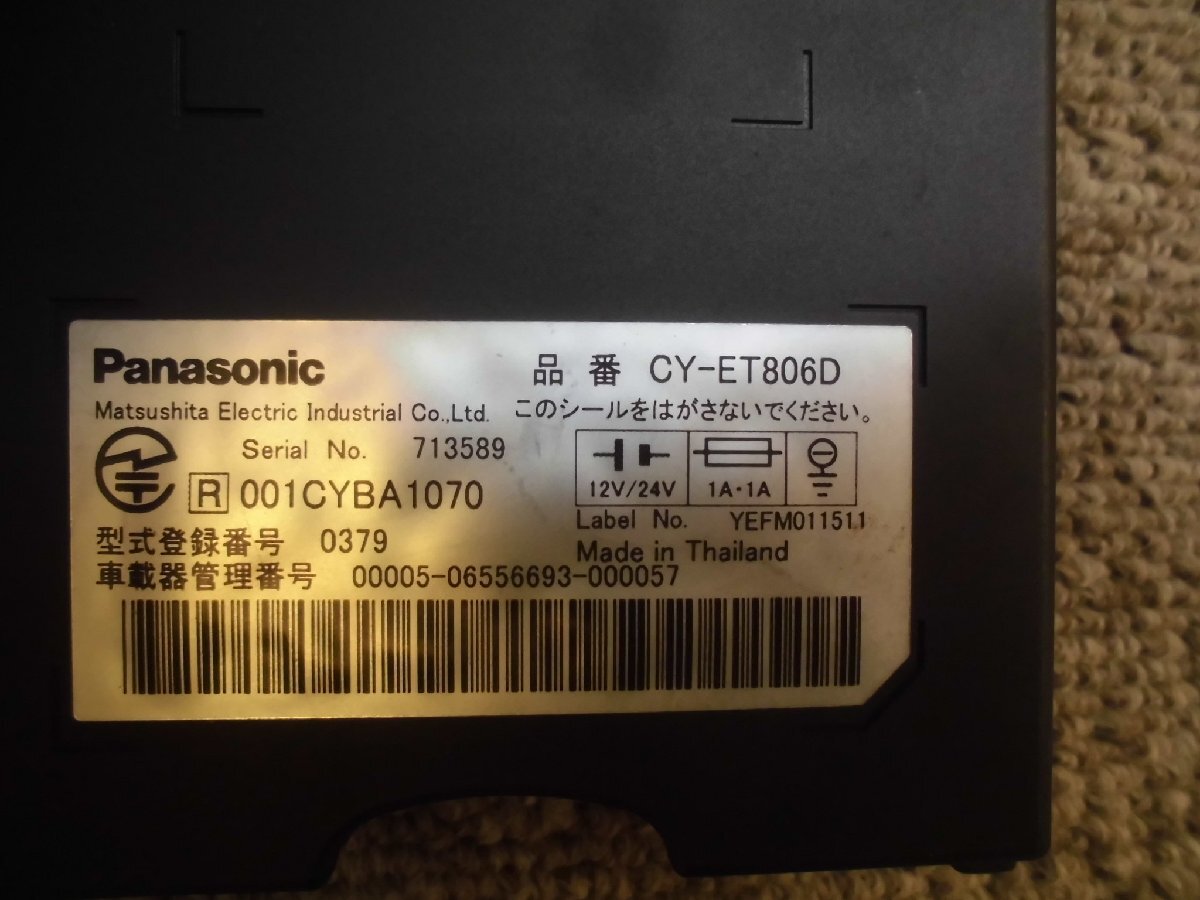 Panasonic 品番 CY-ET806D
Matsushita Electric Industrial Co.,Ltd. このシールをはがさないでください。
Serial No. 713589
R 001CYBA1070
12V/24V 1A・1A
Label No. YEFM011511
型式登録番号 0379
Made in Thailand
車載器管理番号 00005-06556693-000057